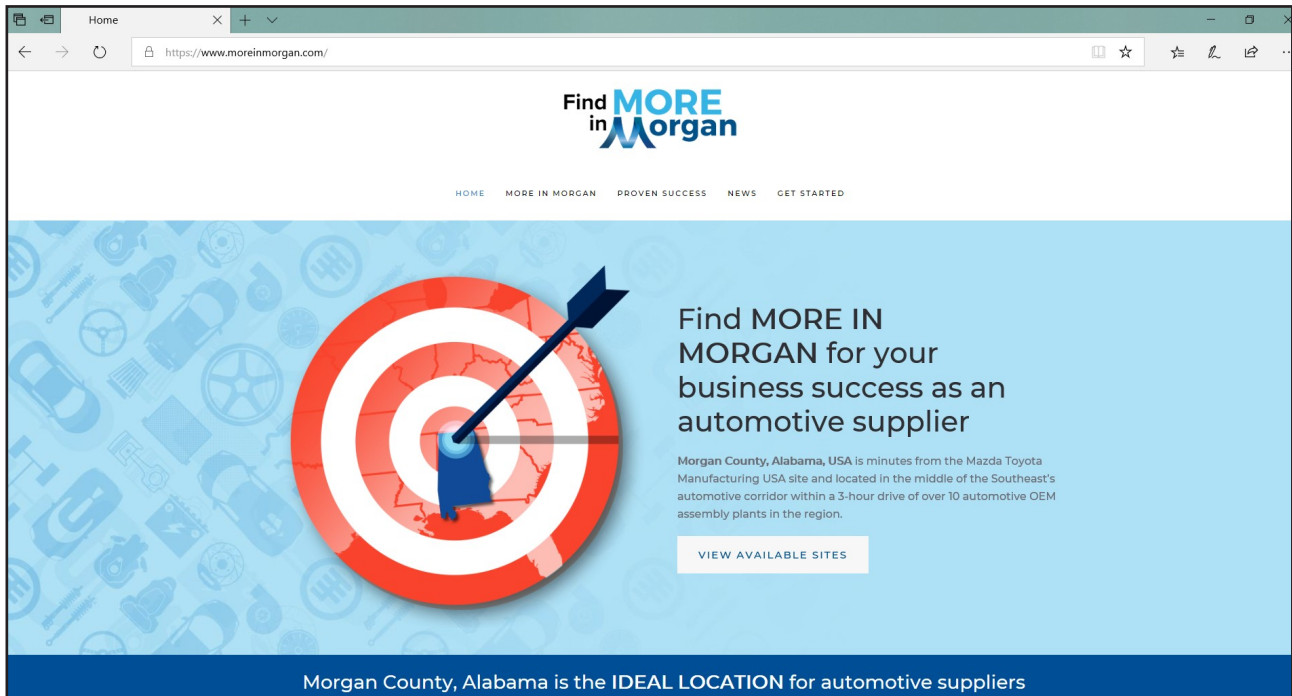 Home
https://www.moreinmorgan.com/
Find MORE
in Morgan
HOME MORE IN MORGAN PROVEN SUCCESS NEWS GET STARTED
Find MORE IN
MORGAN for your
business success as an
automotive supplier
Morgan County, Alabama, USA is minutes from the Mazda Toyota
Manufacturing USA site and located in the middle of the Southeast's
automotive corridor within a 3-hour drive of over 10 automotive OEM
assembly plants in the region.
VIEW AVAILABLE SITES
Morgan County, Alabama is the IDEAL LOCATION for automotive suppliers